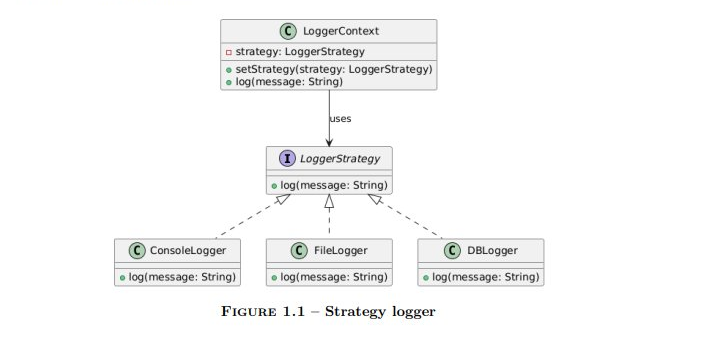 C LoggerContext
strategy: LoggerStrategy
setStrategy(strategy: LoggerStrategy)
log(message: String)
uses
I LoggerStrategy
log(message: String)
C ConsoleLogger
C FileLogger
C DBLogger
log(message: String)
log(message: String)
log(message: String)
FIGURE 1.1 – Strategy logger